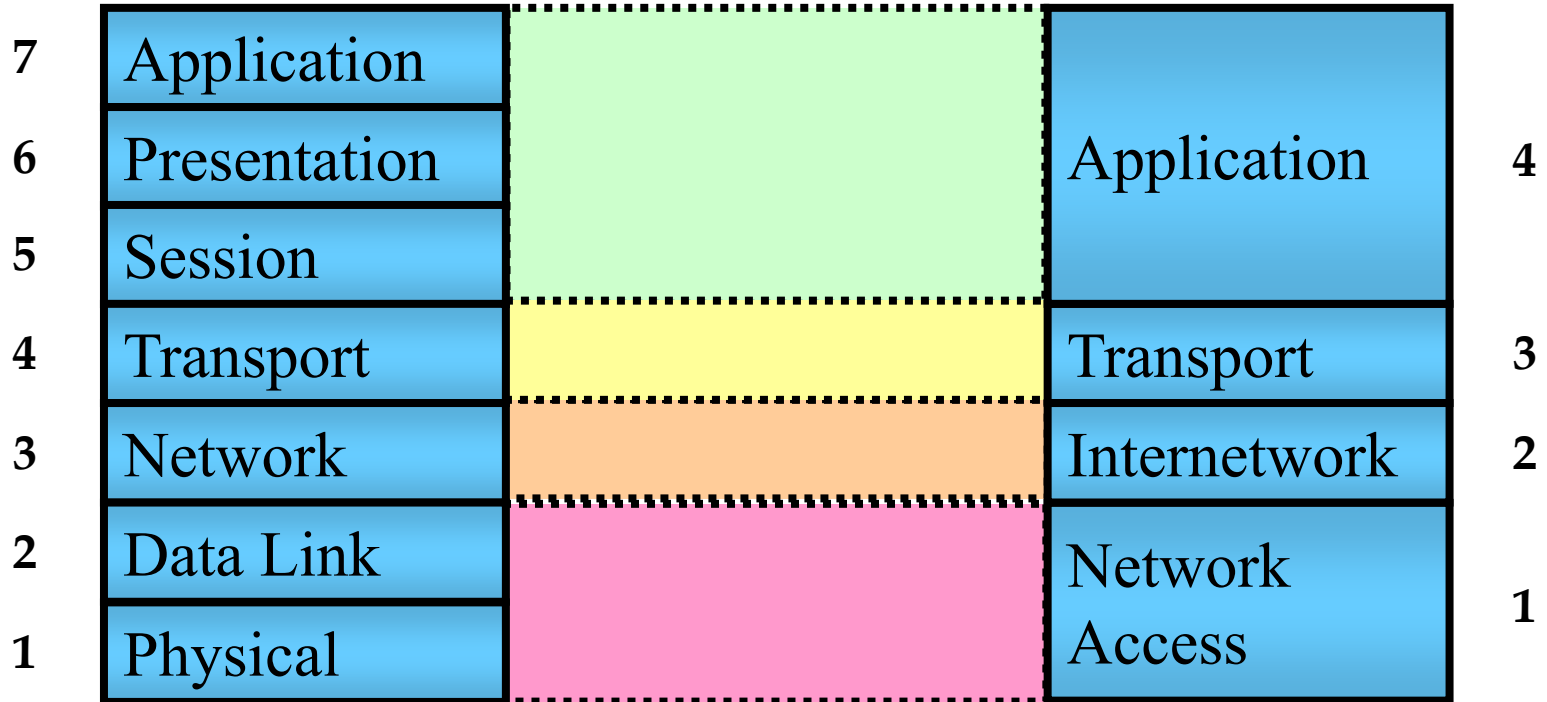 7 Application
6 Presentation
5 Session
4 Transport
3 Network
2 Data Link
1 Physical
Application 4
Transport 3
Internetwork 2
Network
Access 1